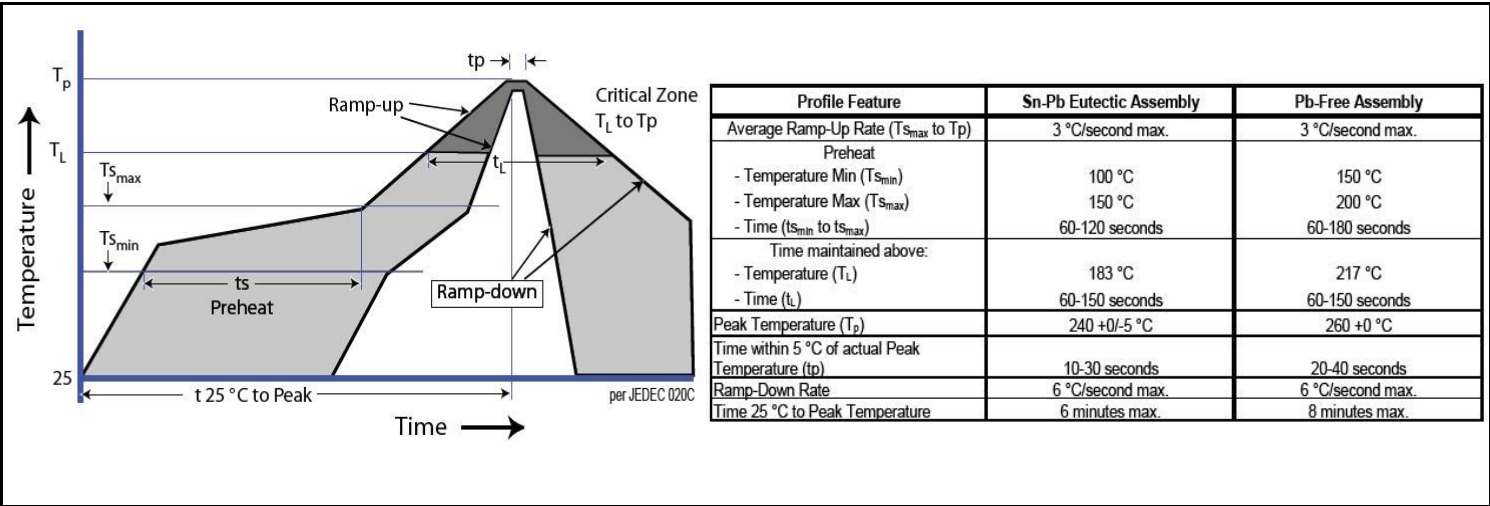 tp
Tp
Ramp-up
Critical Zone
TL to Tp
TL
tL
Tsmax
Tsmin
ts
Preheat
Ramp-down
Temperature
25
t 25 °C to Peak
per JEDEC 020C
Time
Profile Feature Sn-Pb Eutectic Assembly Pb-Free Assembly
Average Ramp-Up Rate (Tsmax to Tp) 3 °C/second max. 3 °C/second max.
Preheat
- Temperature Min (Tsmin) 100 °C 150 °C
- Temperature Max (Tsmax) 150 °C 200 °C
- Time (tsmin to tsmax) 60-120 seconds 60-180 seconds
Time maintained above:
- Temperature (TL) 183 °C 217 °C
- Time (tL) 60-150 seconds 60-150 seconds
Peak Temperature (Tp) 240 +0/-5 °C 260 +0 °C
Time within 5 °C of actual Peak
Temperature (tp) 10-30 seconds 20-40 seconds
Ramp-Down Rate 6 °C/second max. 6 °C/second max.
Time 25 °C to Peak Temperature 6 minutes max. 8 minutes max.